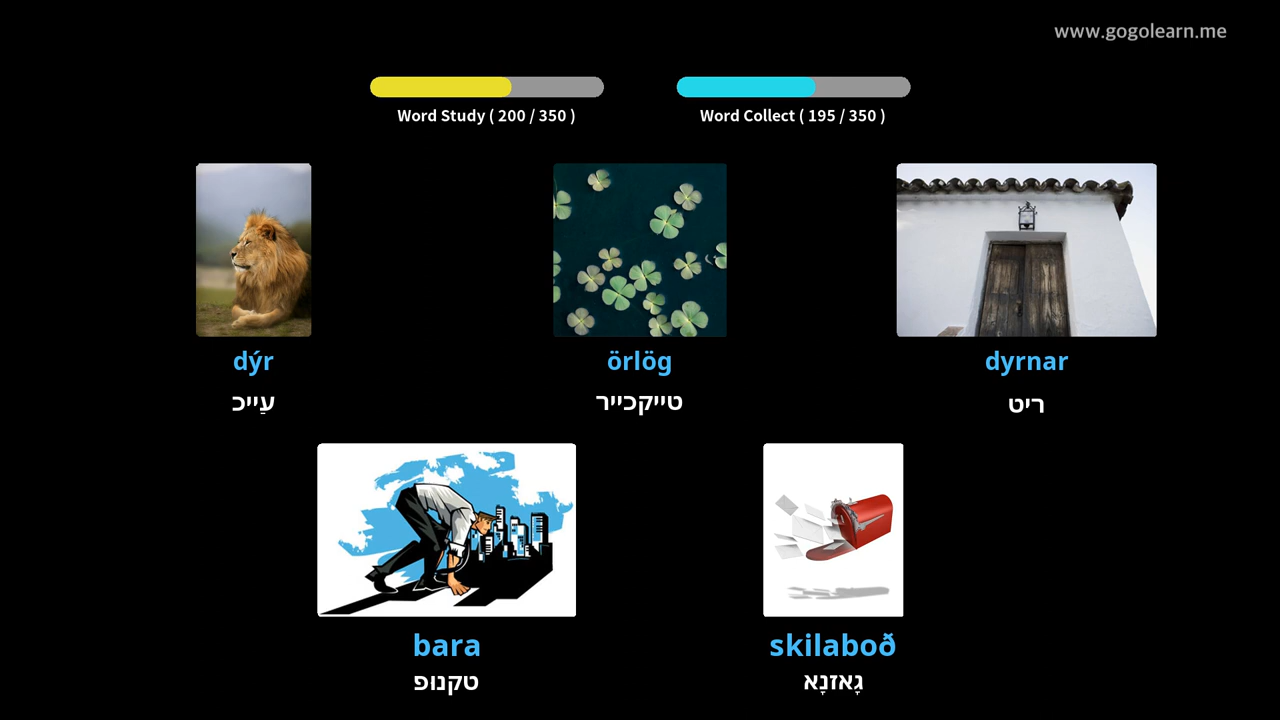 www.gogolearn.me
Word Study ( 200 / 350 )
Word Collect ( 195 / 350 )
dýr
עַייכ
örlög
טייקכייר
dyrnar
ריט
bara
טקנופּ
skilaboð
גָאזנָא